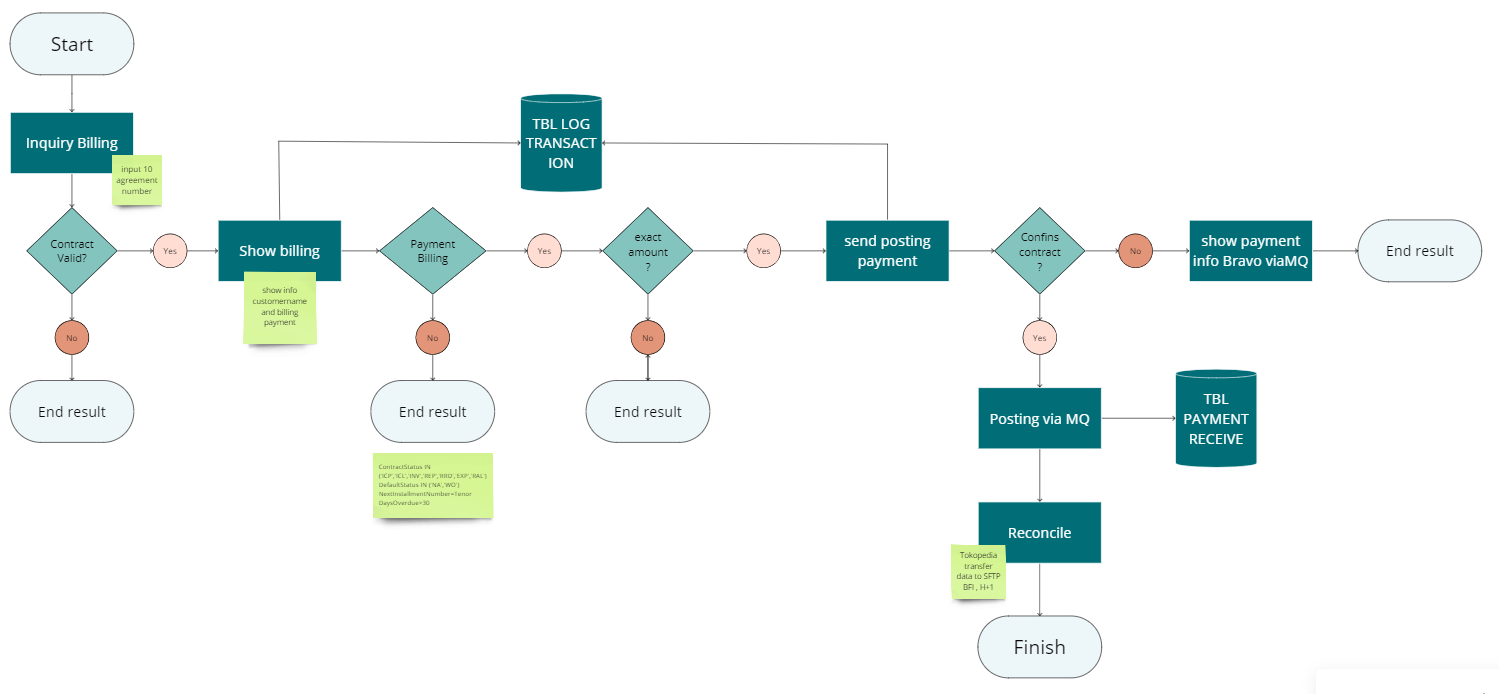 Start
Inquiry Billing
input 10
agreement
number
TBL LOG
TRANSACT
ION
Contract
Valid?
Yes
Show billing
show info
customername
and billing
payment
Payment
Billing
Yes
exact
amount
?
Yes
send posting
payment
Confins
contract
?
No
show payment
info Bravo viaMQ
End result
No
No
No
Yes
End result
End result
End result
Posting via MQ
TBL
PAYMENT
RECEIVE
ContractStatus IN
('ICP','ICL','INV','REP','RRD','EXP','RAL')
DefaultStatus IN ('NA','WO')
NextInstallmentNumber=Tenor
DaysOverdue>30
Reconcile
Tokopedia
transfer
data to SFTP
BFI , H+1
Finish